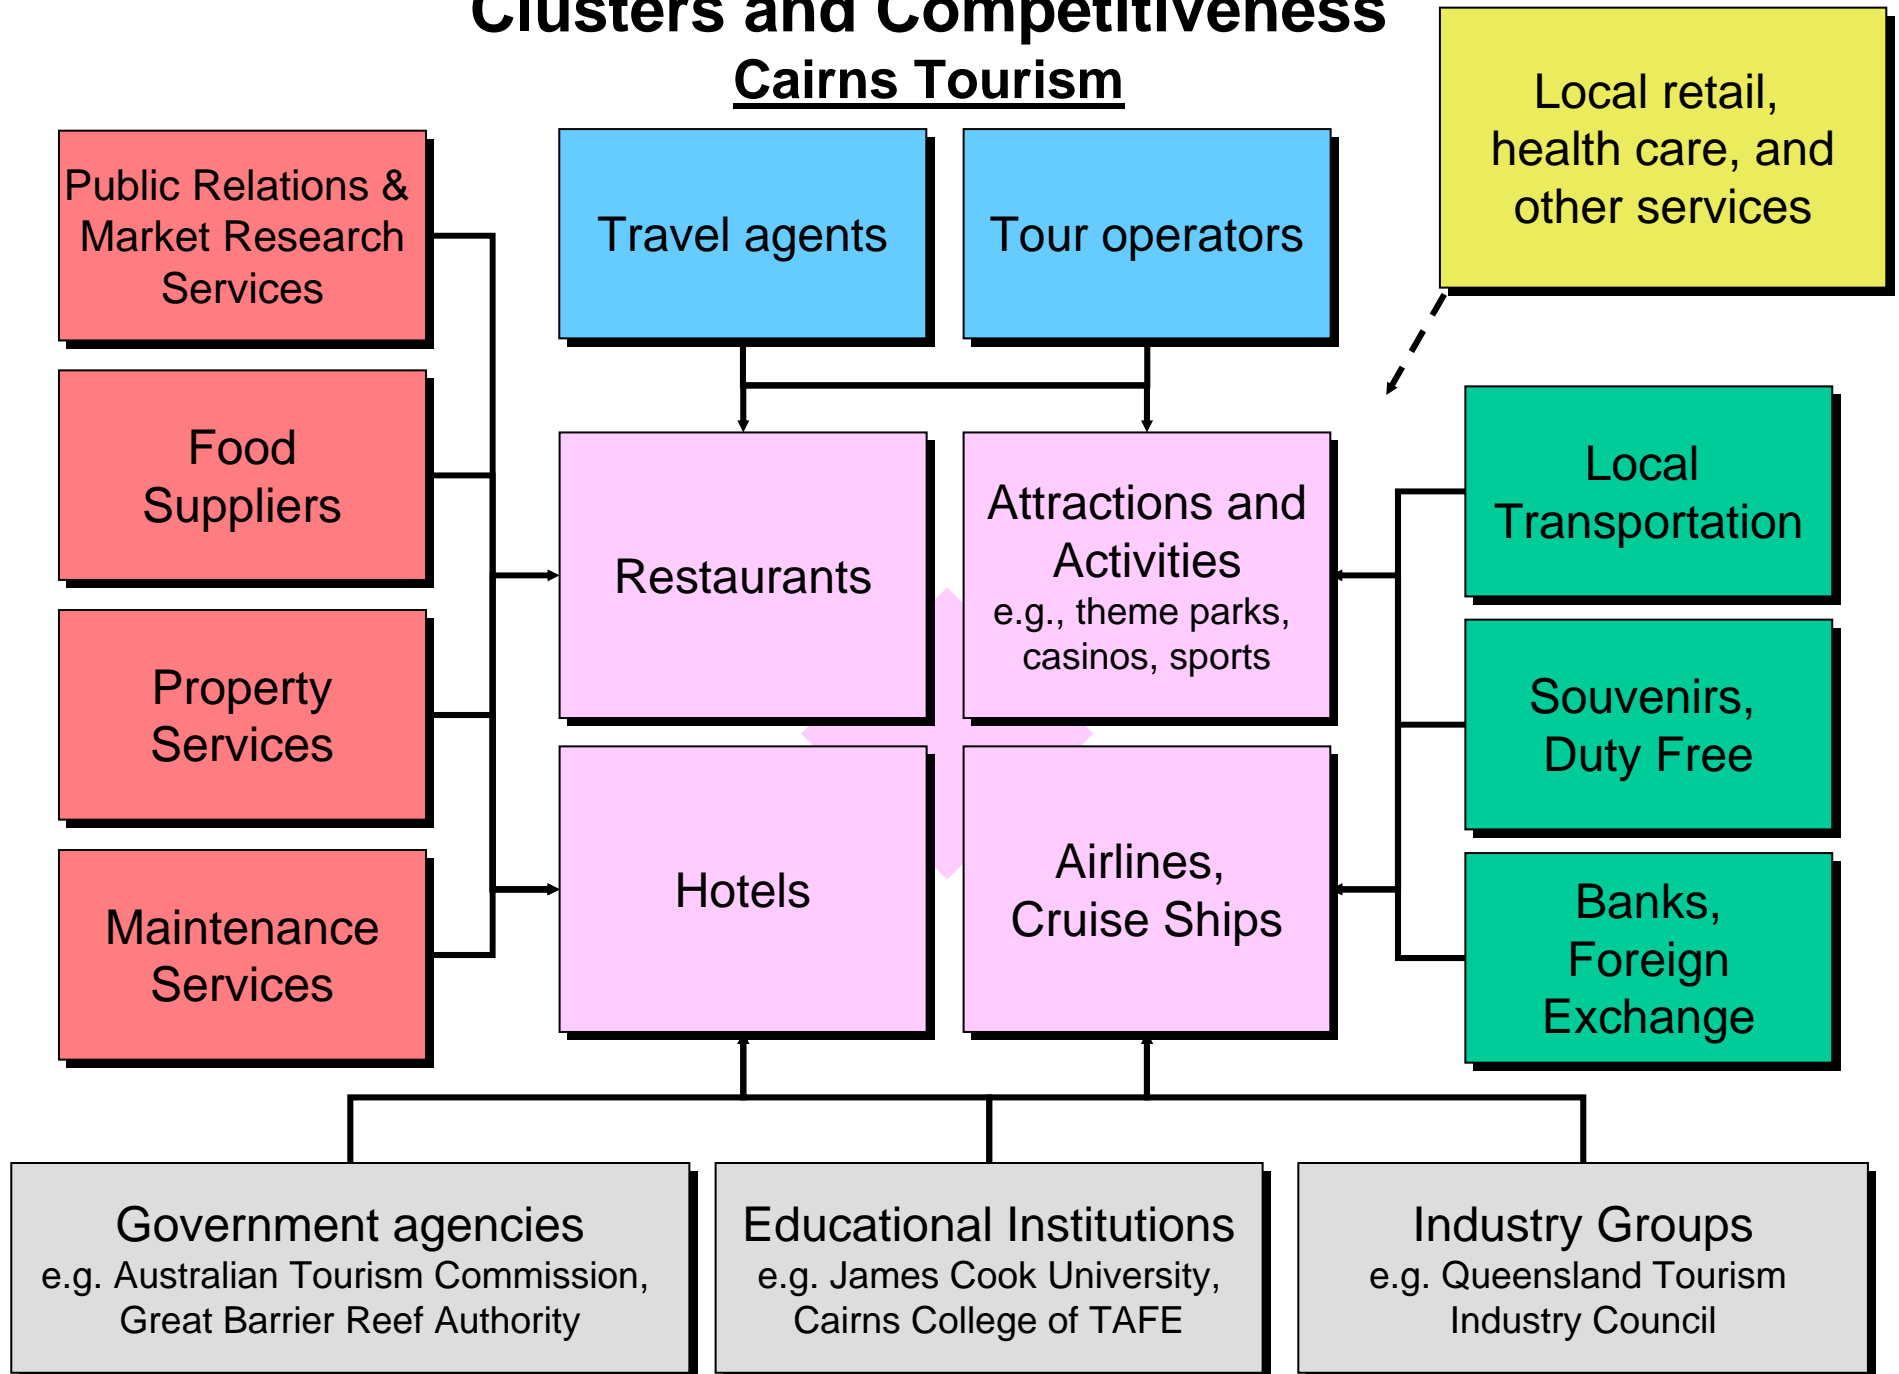 Clusters and Competitiveness
Cairns Tourism
Local retail,
health care, and
other services
Public Relations &
Market Research
Services
Travel agents
Tour operators
Food
Suppliers
Restaurants
Attractions and
Activities
e.g., theme parks,
casinos, sports
Local
Transportation
Property
Services
Souvenirs,
Duty Free
Maintenance
Services
Hotels
Airlines,
Cruise Ships
Banks,
Foreign
Exchange
Government agencies
e.g. Australian Tourism Commission,
Great Barrier Reef Authority
Educational Institutions
e.g. James Cook University,
Cairns College of TAFE
Industry Groups
e.g. Queensland Tourism
Industry Council